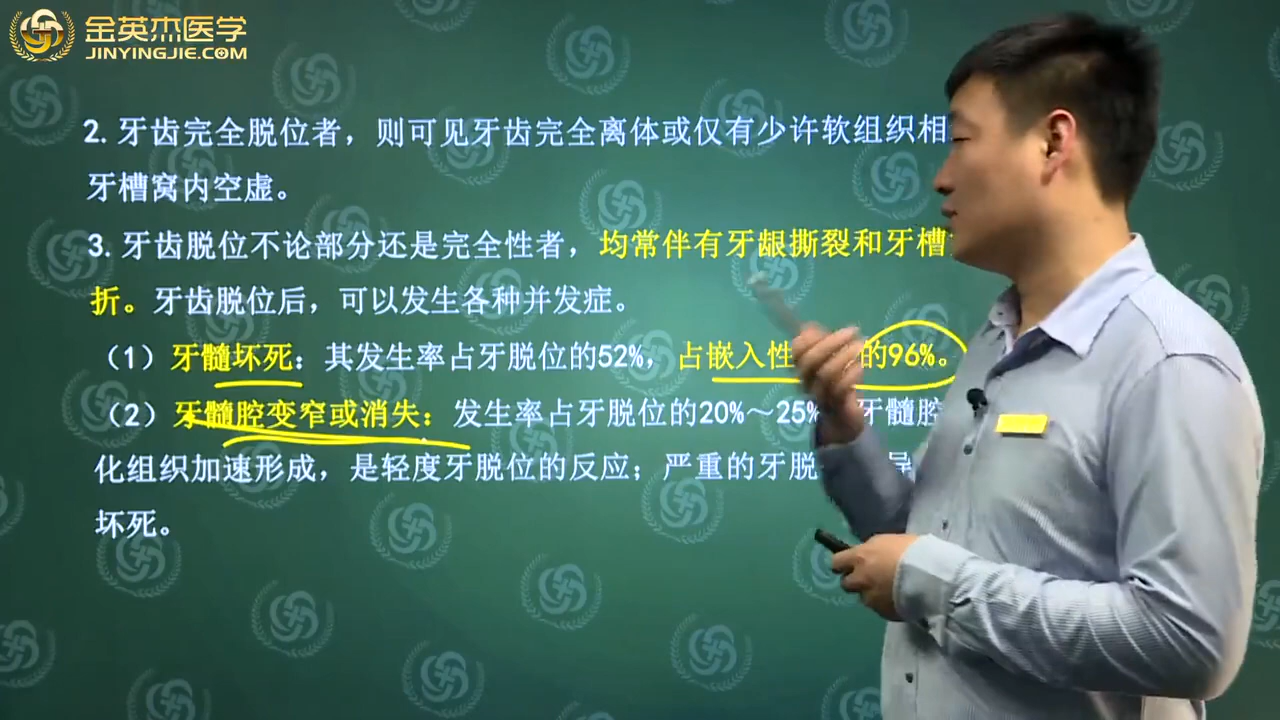 金英杰医学
JINYINGJIE.COM
2. 牙齿完全脱位者，则可见牙齿完全离体或仅有少许软组织相
牙槽窝内空虚。
3. 牙齿脱位不论部分还是完全性者，均常伴有牙龈撕裂和牙槽
折。牙齿脱位后，可以发生各种并发症。
（1）牙髓坏死：其发生率占牙脱位的52%，占嵌入性 的96%。
（2）牙髓腔变窄或消失：发生率占牙脱位的20%～25% 牙髓腔
化组织加速形成，是轻度牙脱位的反应；严重的牙脱 导
坏死。